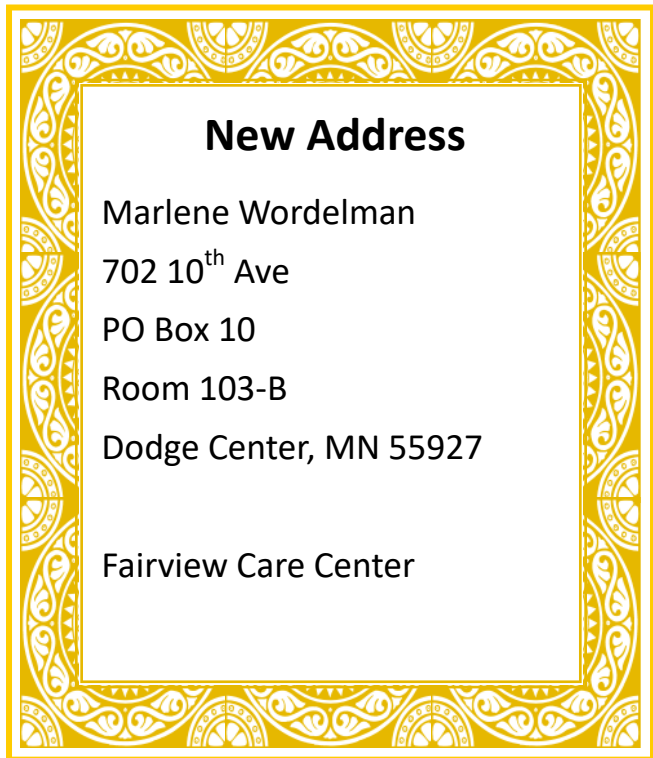 New Address
Marlene Wordelman
702 10th Ave
PO Box 10
Room 103-B
Dodge Center, MN 55927
Fairview Care Center